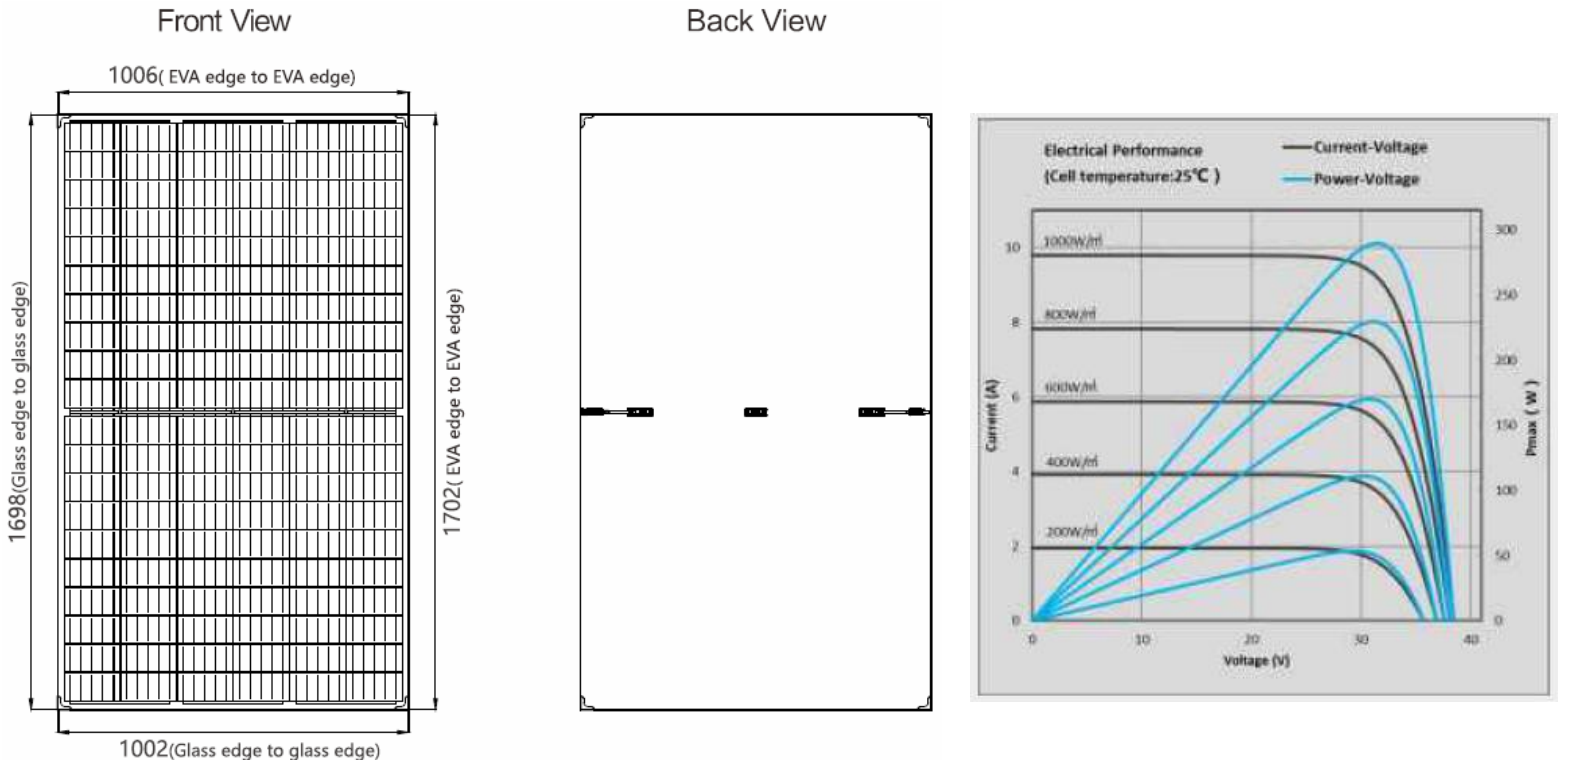 Front View
Back View
1006( EVA edge to EVA edge)
1698(Glass edge to glass edge)
1702( EVA edge to EVA edge)
1002(Glass edge to glass edge)
Electrical Performance
(Cell temperature:25℃ )
Current-Voltage
Power-Voltage
1000W/㎡
800W/㎡
600W/㎡
400W/㎡
200W/㎡
10
8
6
4
2
0
Current (A)
300
250
200
150
100
50
0
Pmax ( W )
0
10
20
30
40
Voltage (V)